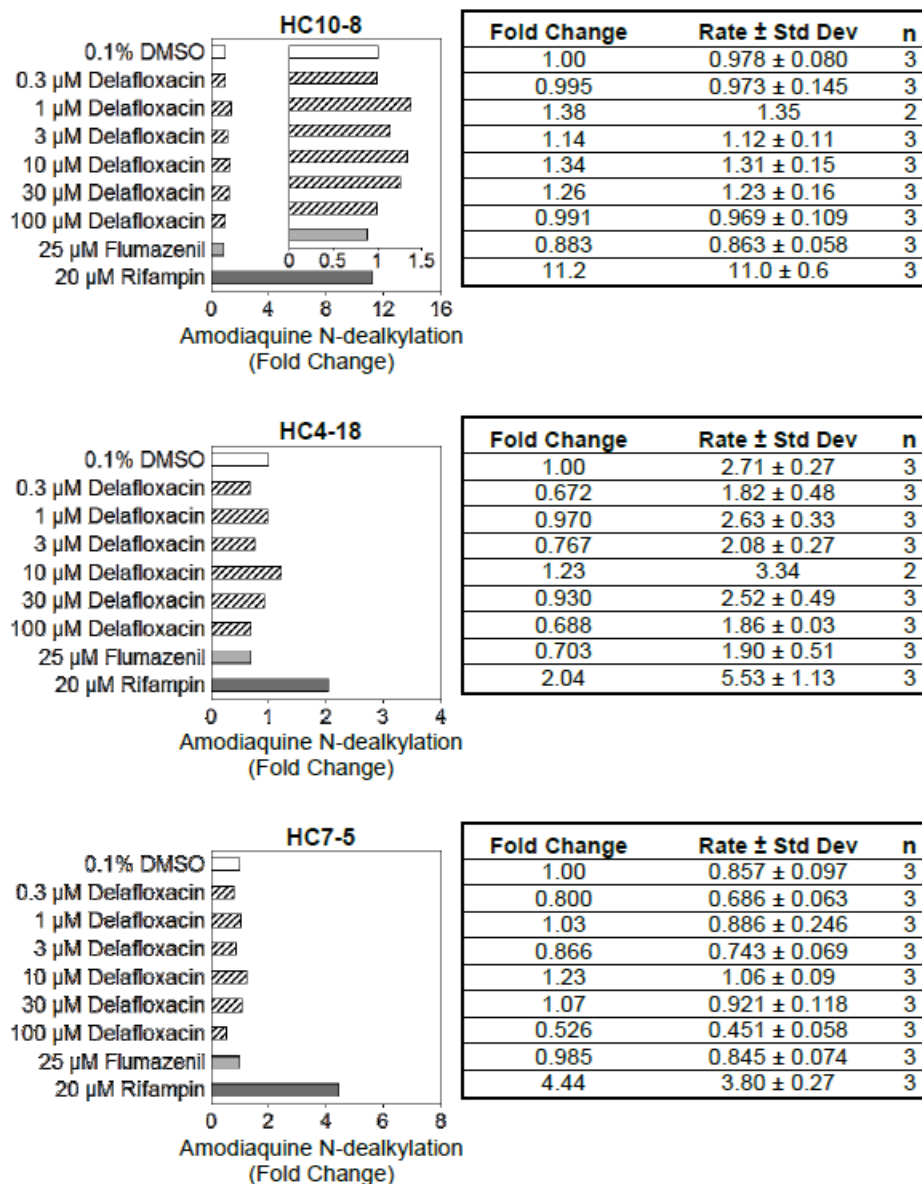 HC10-8
0.1% DMSO
0.3 µM Delafloxacin
1 µM Delafloxacin
3 µM Delafloxacin
10 µM Delafloxacin
30 µM Delafloxacin
100 µM Delafloxacin
25 µM Flumazenil
20 µM Rifampin
0 0.5 1 1.5
0 4 8 12 16
Amodiaquine N-dealkylation
(Fold Change)
Fold Change Rate ± Std Dev n
1.00 0.978 ± 0.080 3
0.995 0.973 ± 0.145 3
1.38 1.35 2
1.14 1.12 ± 0.11 3
1.34 1.31 ± 0.15 3
1.26 1.23 ± 0.16 3
0.991 0.969 ± 0.109 3
0.883 0.863 ± 0.058 3
11.2 11.0 ± 0.6 3
HC4-18
0.1% DMSO
0.3 µM Delafloxacin
1 µM Delafloxacin
3 µM Delafloxacin
10 µM Delafloxacin
30 µM Delafloxacin
100 µM Delafloxacin
25 µM Flumazenil
20 µM Rifampin
0 1 2 3 4
Amodiaquine N-dealkylation
(Fold Change)
Fold Change Rate ± Std Dev n
1.00 2.71 ± 0.27 3
0.672 1.82 ± 0.48 3
0.970 2.63 ± 0.33 3
0.767 2.08 ± 0.27 3
1.23 3.34 2
0.930 2.52 ± 0.49 3
0.688 1.86 ± 0.03 3
0.703 1.90 ± 0.51 3
2.04 5.53 ± 1.13 3
HC7-5
0.1% DMSO
0.3 µM Delafloxacin
1 µM Delafloxacin
3 µM Delafloxacin
10 µM Delafloxacin
30 µM Delafloxacin
100 µM Delafloxacin
25 µM Flumazenil
20 µM Rifampin
0 2 4 6 8
Amodiaquine N-dealkylation
(Fold Change)
Fold Change Rate ± Std Dev n
1.00 0.857 ± 0.097 3
0.800 0.686 ± 0.063 3
1.03 0.886 ± 0.246 3
0.866 0.743 ± 0.069 3
1.23 1.06 ± 0.09 3
1.07 0.921 ± 0.118 3
0.526 0.451 ± 0.058 3
0.985 0.845 ± 0.074 3
4.44 3.80 ± 0.27 3